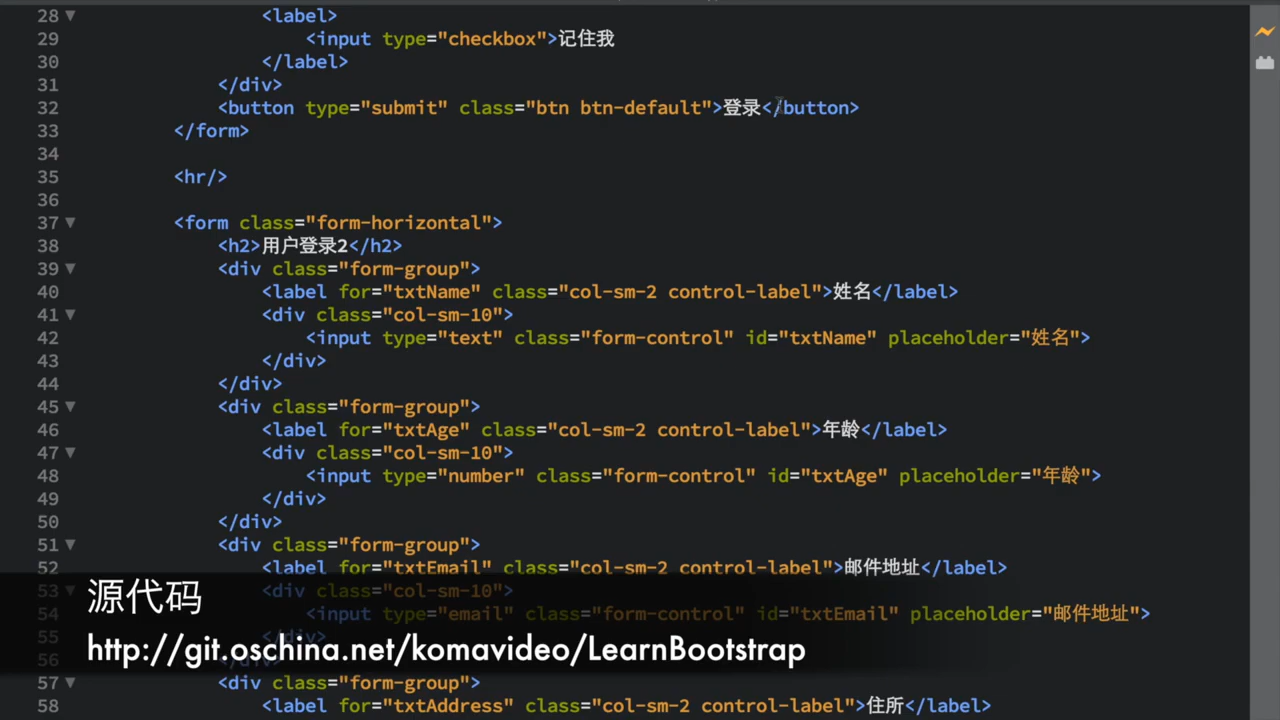 28 <label>
29 <input type="checkbox">记住我
30 </label>
31 </div>
32 <button type="submit" class="btn btn-default">登录</button>
33 </form>
34
35 <hr/>
36
37 <form class="form-horizontal">
38 <h2>用户登录2</h2>
39 <div class="form-group">
40 <label for="txtName" class="col-sm-2 control-label">姓名</label>
41 <div class="col-sm-10">
42 <input type="text" class="form-control" id="txtName" placeholder="姓名">
43 </div>
44 </div>
45 <div class="form-group">
46 <label for="txtAge" class="col-sm-2 control-label">年龄</label>
47 <div class="col-sm-10">
48 <input type="number" class="form-control" id="txtAge" placeholder="年龄">
49 </div>
50 </div>
51 <div class="form-group">
52 <label for="txtEmail" class="col-sm-2 control-label">邮件地址</label>
53 <div class="col-sm-10">
54 <input type="email" class="form-control" id="txtEmail" placeholder="邮件地址">
55 </div>
56 </div>
57 <div class="form-group">
58 <label for="txtAddress" class="col-sm-2 control-label">住所</label>
源代码
http://git.oschina.net/komavideo/LearnBootstrap